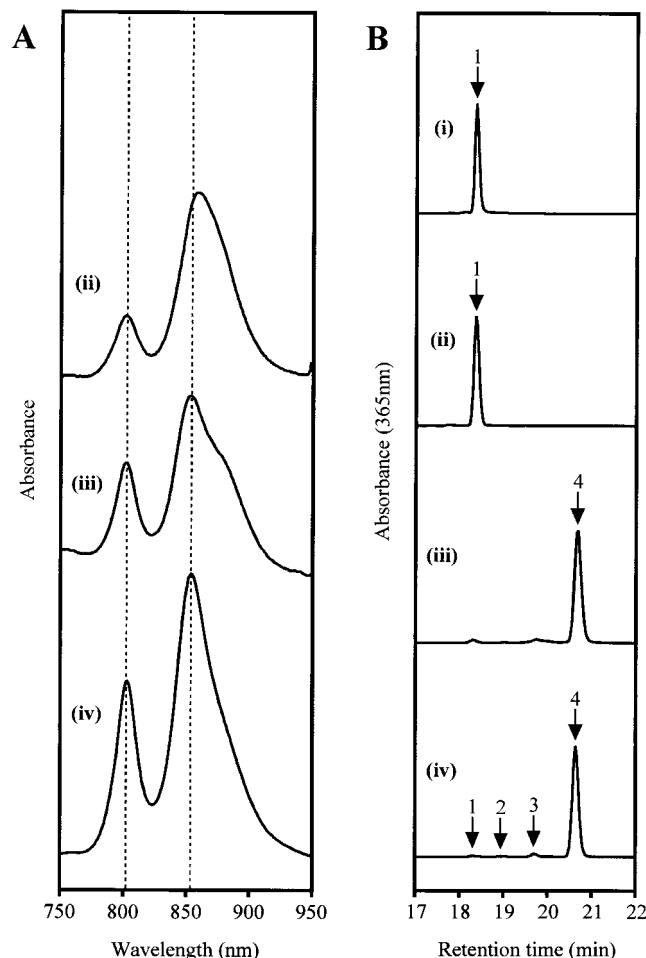 A
B
(ii)
(iii)
(iv)
Absorbance
750 800 850 900 950
Wavelength (nm)
1
(i)
1
(ii)
4
(iii)
4
(iv)
1 2 3
Absorbance (365nm)
17 18 19 20 21 22
Retention time (min)